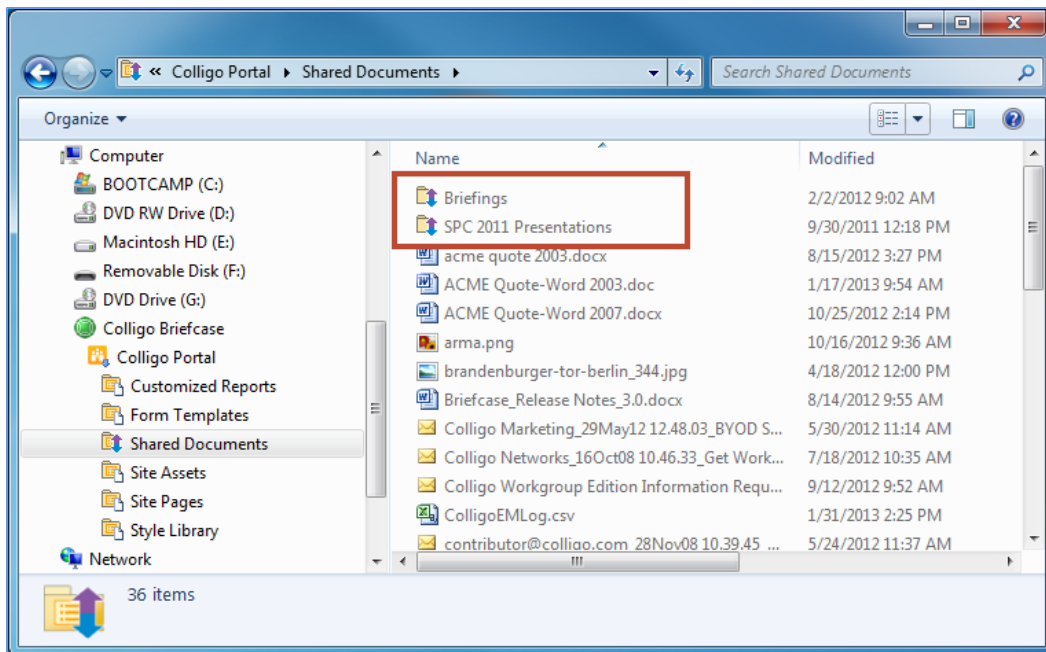 « Colligo Portal ▸ Shared Documents ▸
Search Shared Documents
Organize
Computer
BOOTCAMP (C:)
DVD RW Drive (D:)
Macintosh HD (E:)
Removable Disk (F:)
DVD Drive (G:)
Colligo Briefcase
Colligo Portal
Customized Reports
Form Templates
Shared Documents
Site Assets
Site Pages
Style Library
Network
Name Modified
Briefings 2/2/2012 9:02 AM
SPC 2011 Presentations 9/30/2011 12:18 PM
acme quote 2003.docx 8/15/2012 3:27 PM
ACME Quote-Word 2003.doc 1/17/2013 9:54 AM
ACME Quote-Word 2007.docx 10/25/2012 2:14 PM
arma.png 10/16/2012 9:36 AM
brandenburger-tor-berlin_344.jpg 4/18/2012 12:00 PM
Briefcase_Release Notes_3.0.docx 8/14/2012 9:55 AM
Colligo Marketing_29May12 12.48.03_BYOD S... 5/30/2012 11:14 AM
Colligo Networks_16Oct08 10.46.33_Get Work... 7/18/2012 10:35 AM
Colligo Workgroup Edition Information Requ... 9/12/2012 9:52 AM
ColligoEMLog.csv 1/31/2013 2:25 PM
contributor@colligo.com_28Nov08 10.39.45 ... 5/24/2012 11:37 AM
36 items